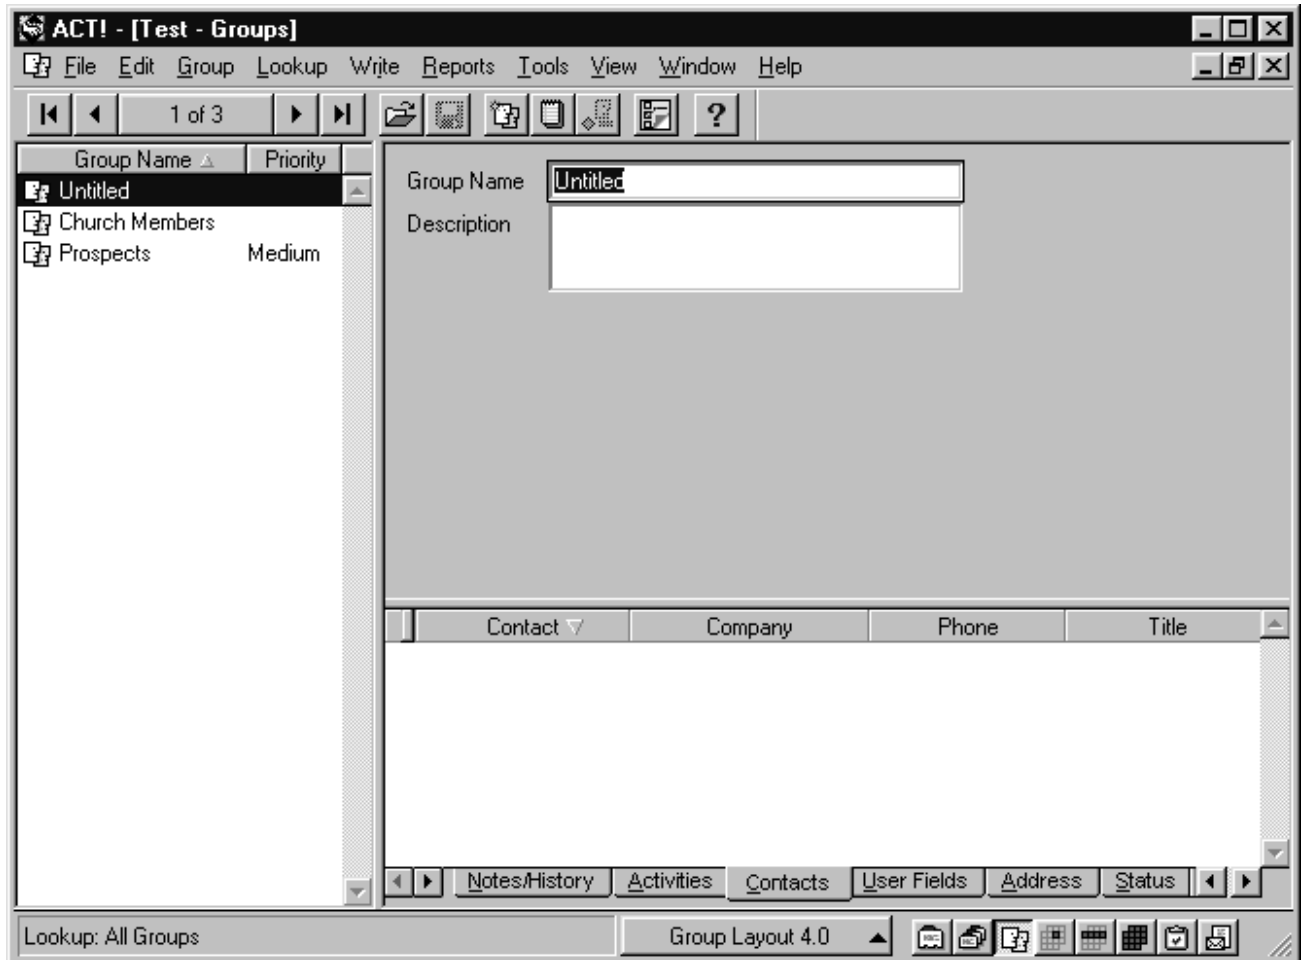 ACT! - [Test - Groups]
File Edit Group Lookup Write Reports Tools View Window Help
1 of 3
?
Group Name Priority
Untitled
Church Members
Prospects Medium
Group Name Untitled
Description
Contact Company Phone Title
Notes/History Activities Contacts User Fields Address Status
Lookup: All Groups
Group Layout 4.0